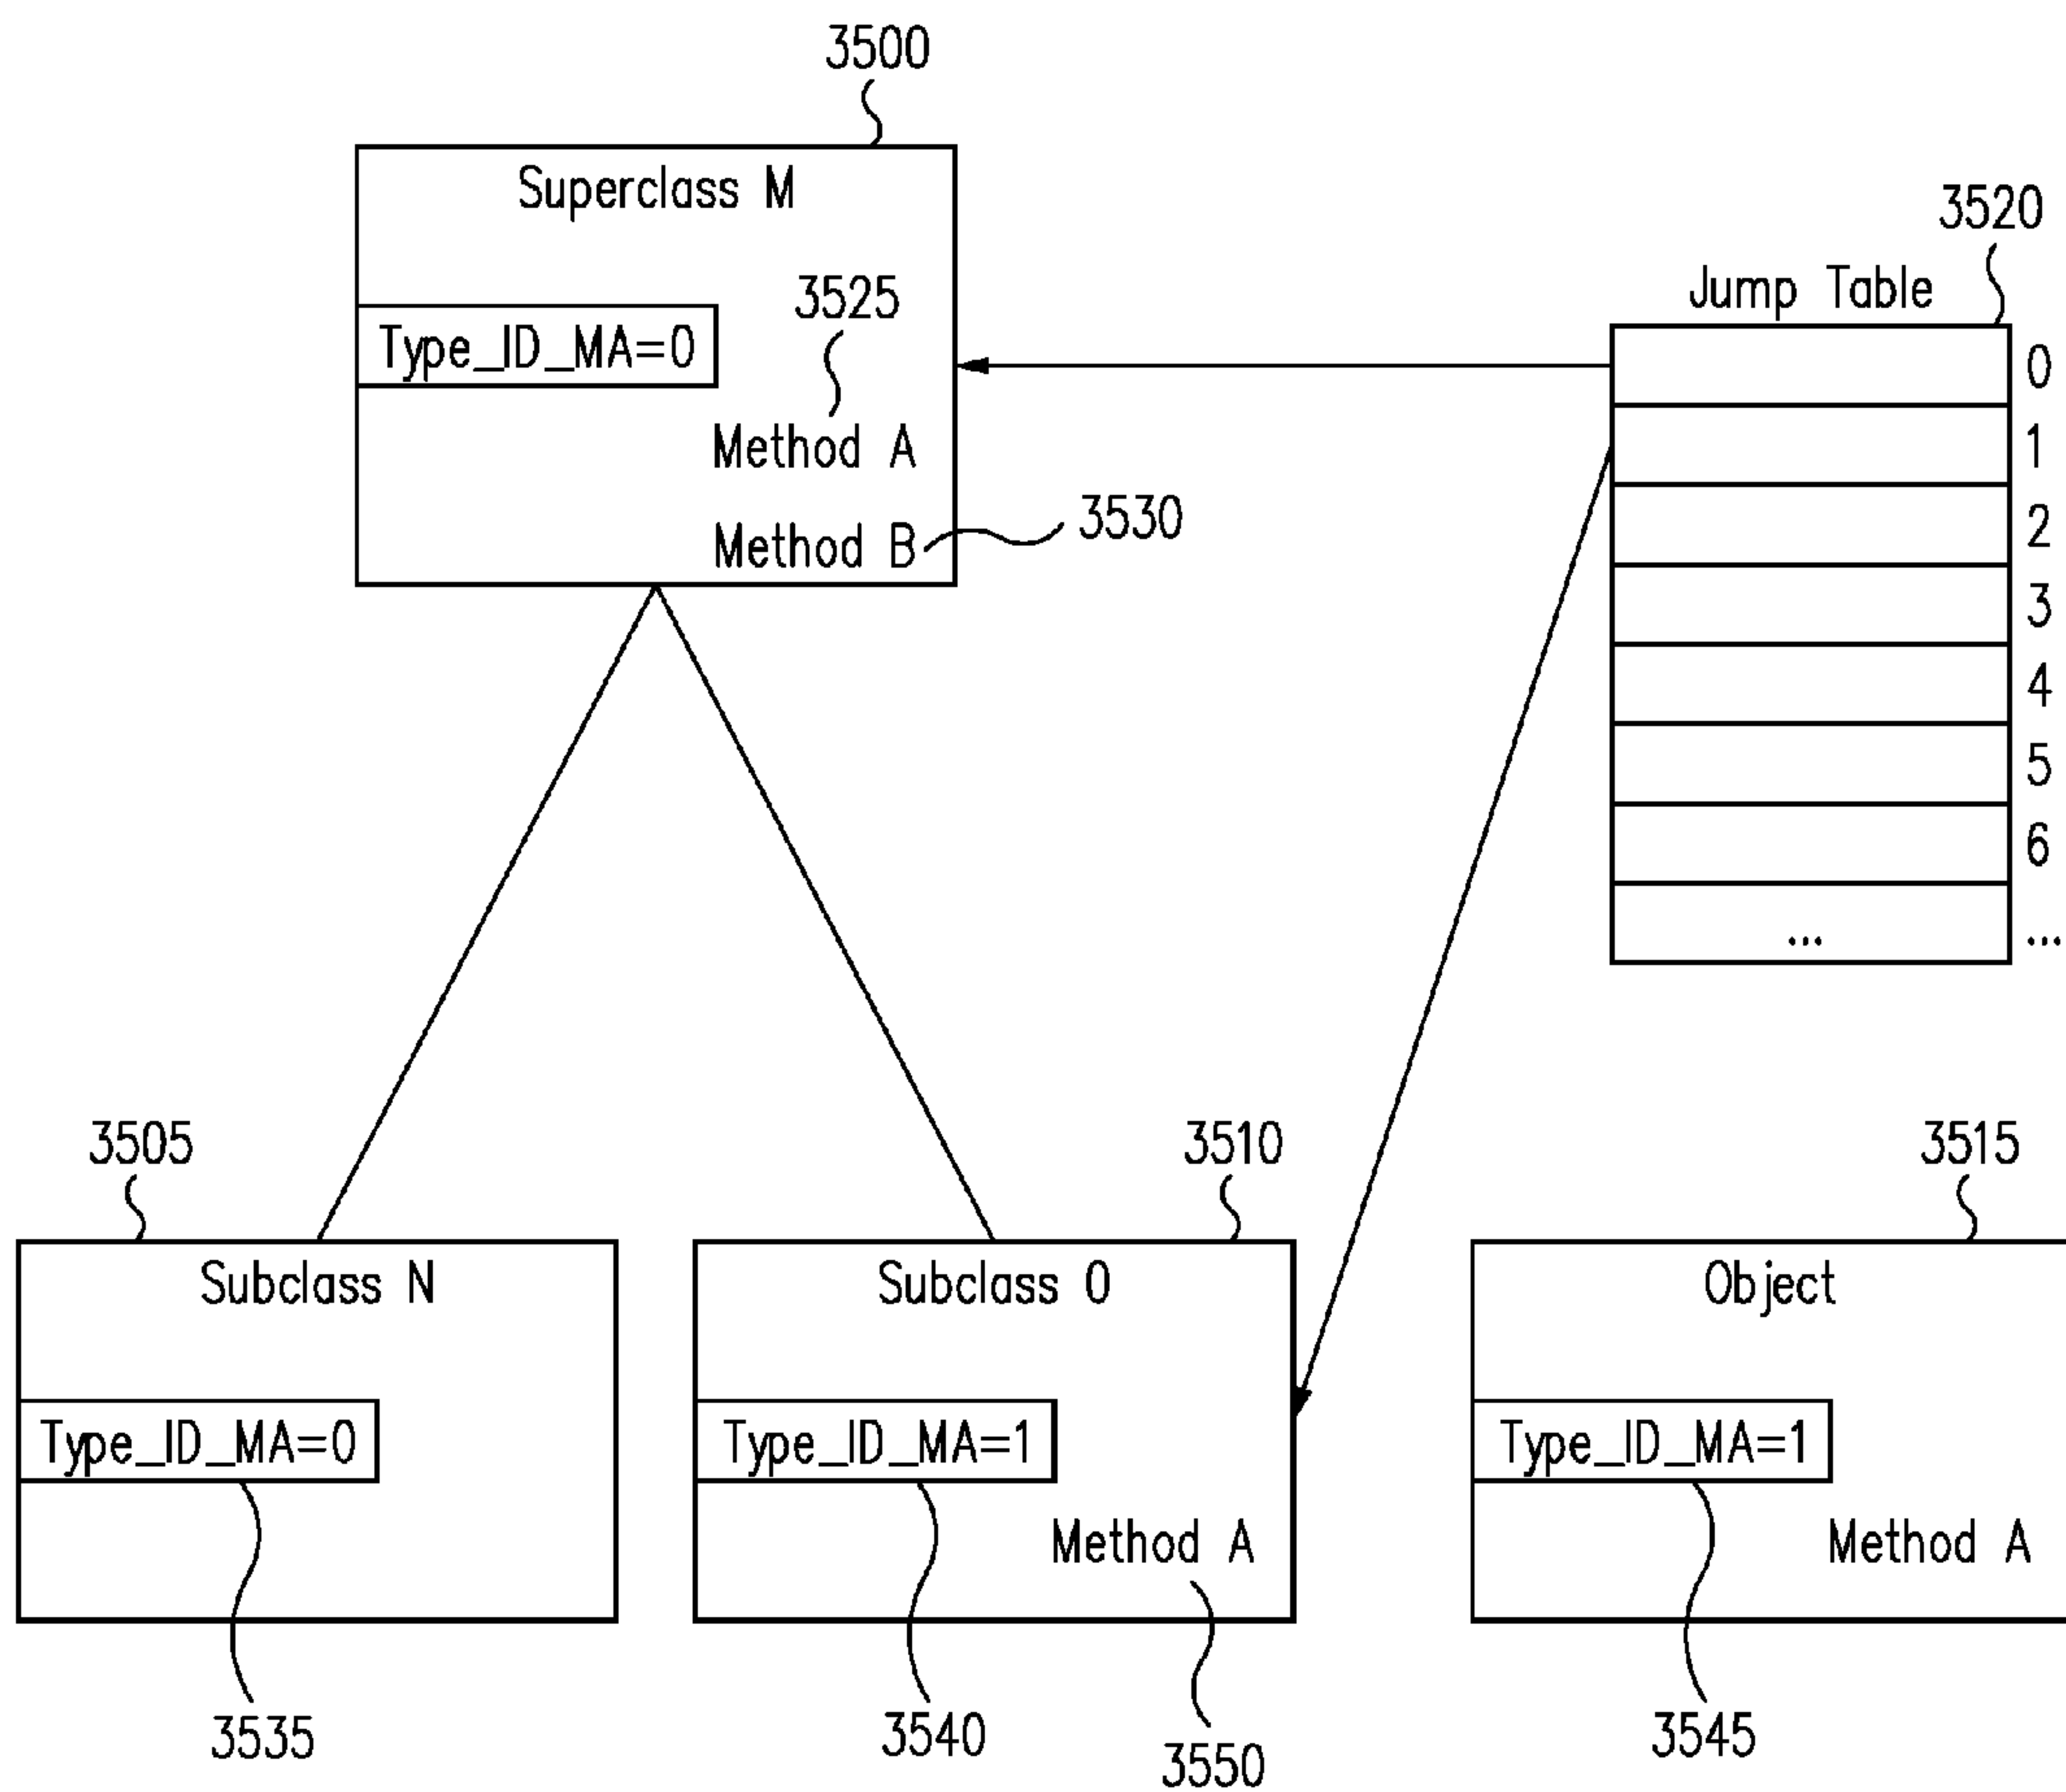 3500
Superclass M
3520
3525
Jump Table
Type_ID_MA=0
0
Method A
1
3530
Method B
2
3
4
5
6
...
...
3505
3510
3515
Subclass N
Subclass O
Object
Type_ID_MA=0
Type_ID_MA=1
Type_ID_MA=1
Method A
Method A
3535
3540
3550
3545